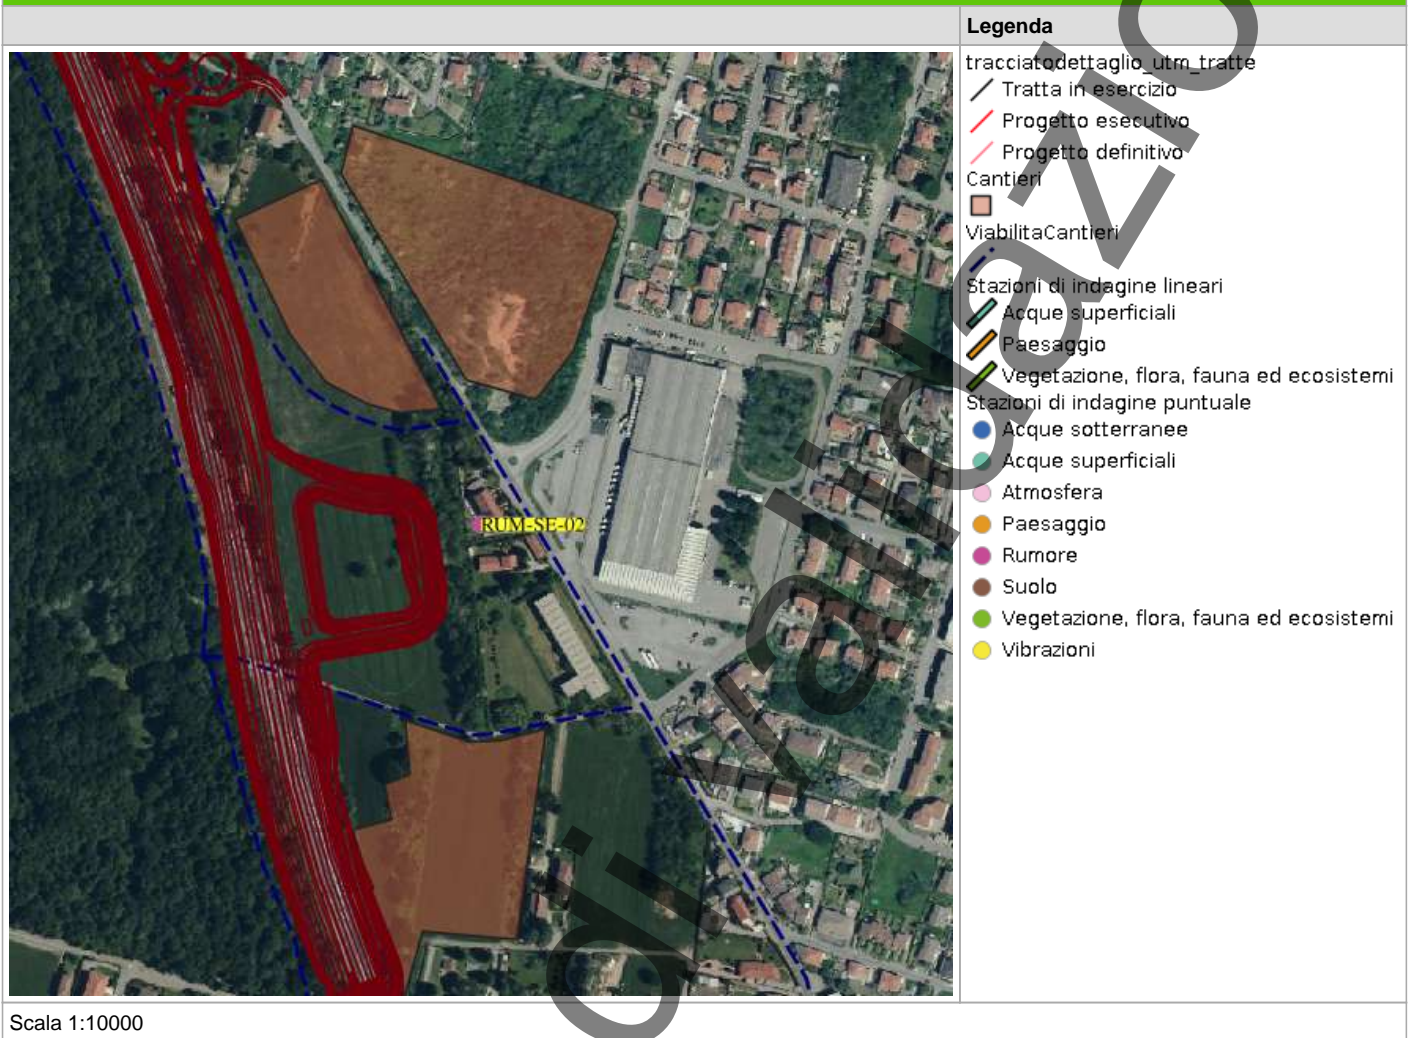 Legenda
tracciatodettaglio_utm_tratte
Tratta in esercizio
Progetto esecutivo
Progetto definitivo
Cantieri
ViabilitaCantieri
Stazioni di indagine lineari
Acque superficiali
Paesaggio
Vegetazione, flora, fauna ed ecosistemi
Stazioni di indagine puntuale
Acque sotterranee
Acque superficiali
Atmosfera
Paesaggio
Rumore
Suolo
Vegetazione, flora, fauna ed ecosistemi
Vibrazioni
RUM-SE-02
di validazio
Scala 1:10000